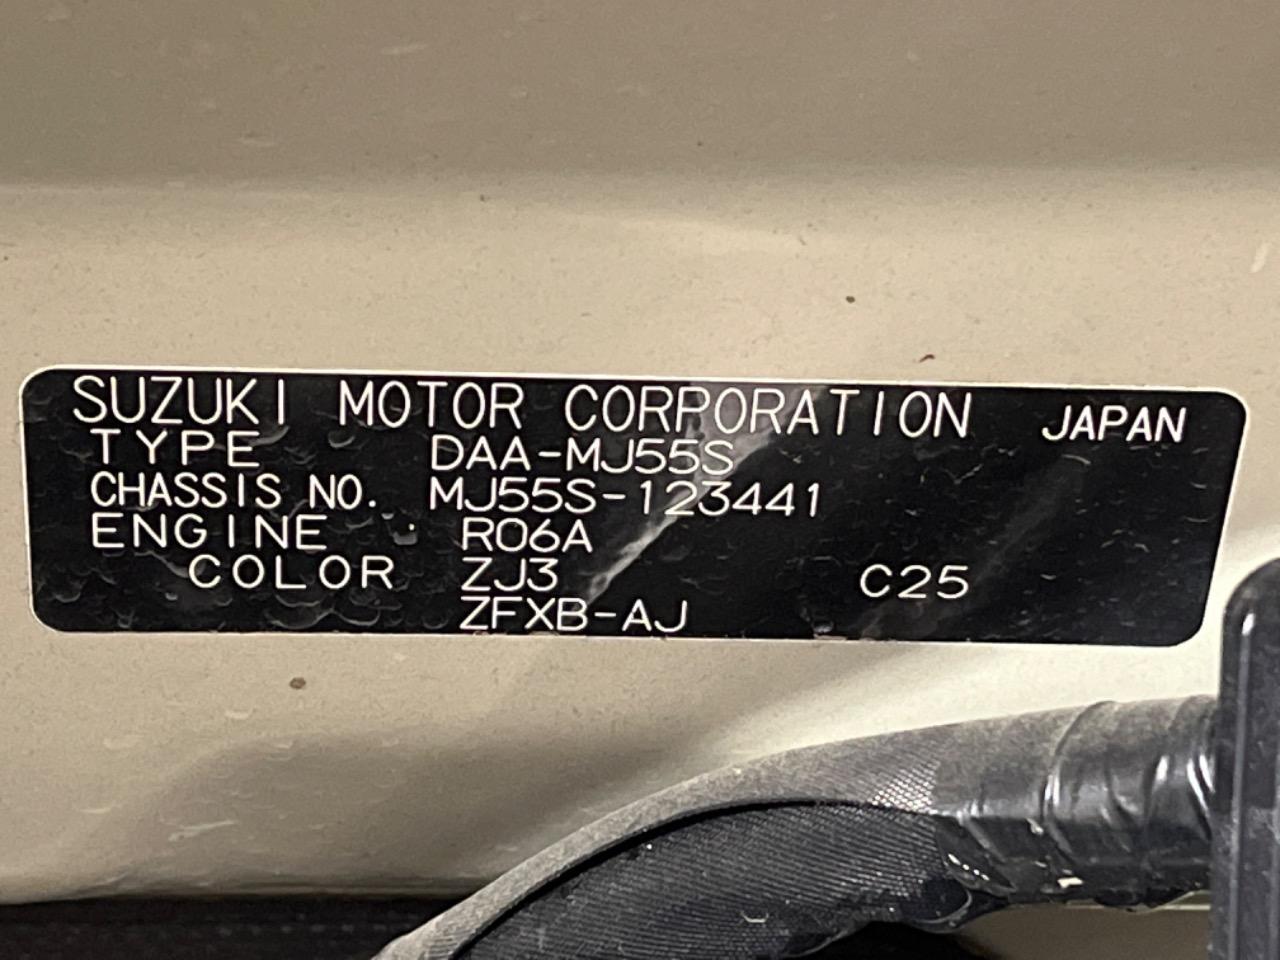 SUZUKI MOTOR CORPORATION JAPAN
TYPE DAA-MJ55S
CHASSIS NO. MJ55S-123441
ENGINE R06A
COLOR ZJ3 C25
ZFXB-AJ